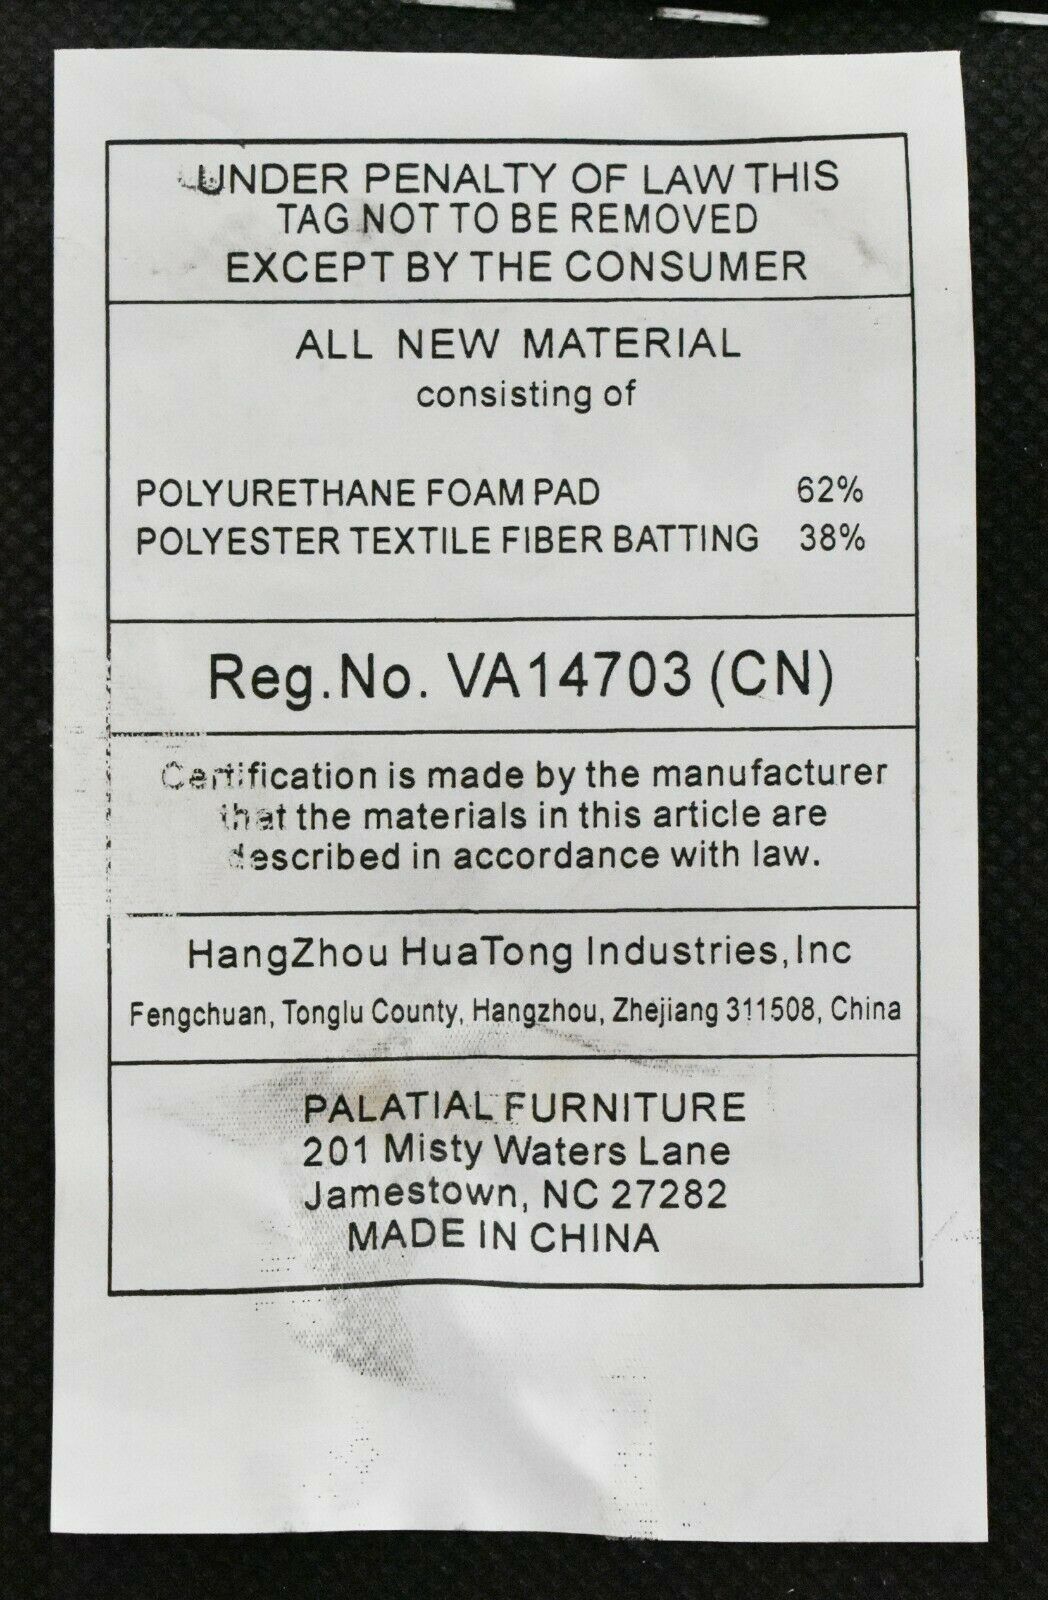 UNDER PENALTY OF LAW THIS
TAG NOT TO BE REMOVED
EXCEPT BY THE CONSUMER
ALL NEW MATERIAL
consisting of
POLYURETHANE FOAM PAD 62%
POLYESTER TEXTILE FIBER BATTING 38%
Reg.No. VA14703 (CN)
Certification is made by the manufacturer
that the materials in this article are
described in accordance with law.
HangZhou HuaTong Industries,Inc
Fengchuan, Tonglu County, Hangzhou, Zhejiang 311508, China
PALATIAL FURNITURE
201 Misty Waters Lane
Jamestown, NC 27282
MADE IN CHINA